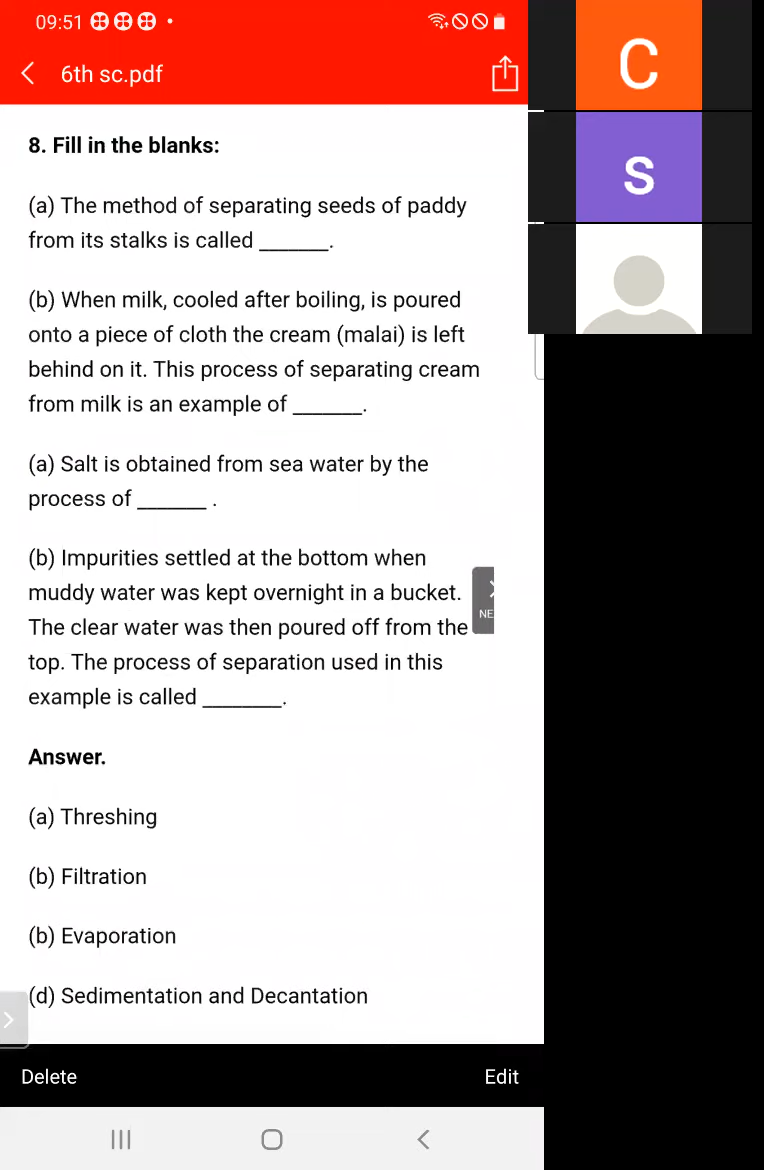 09:51
6th sc.pdf
C
S
8. Fill in the blanks:
(a) The method of separating seeds of paddy
from its stalks is called _______.
(b) When milk, cooled after boiling, is poured
onto a piece of cloth the cream (malai) is left
behind on it. This process of separating cream
from milk is an example of _______.
(a) Salt is obtained from sea water by the
process of _______ .
(b) Impurities settled at the bottom when
muddy water was kept overnight in a bucket.
NE
The clear water was then poured off from the
top. The process of separation used in this
example is called ________.
Answer.
(a) Threshing
(b) Filtration
(b) Evaporation
(d) Sedimentation and Decantation
Delete
Edit